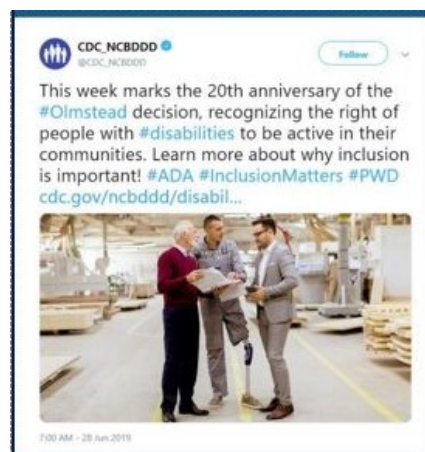 CDC_NCBDDD
@CDC_NCBDDD
Follow
This week marks the 20th anniversary of the
#Olmstead decision, recognizing the right of
people with #disabilities to be active in their
communities. Learn more about why inclusion
is important! #ADA #InclusionMatters #PWD
cdc.gov/ncbddd/disabil...
7:00 AM - 28 Jun 2019